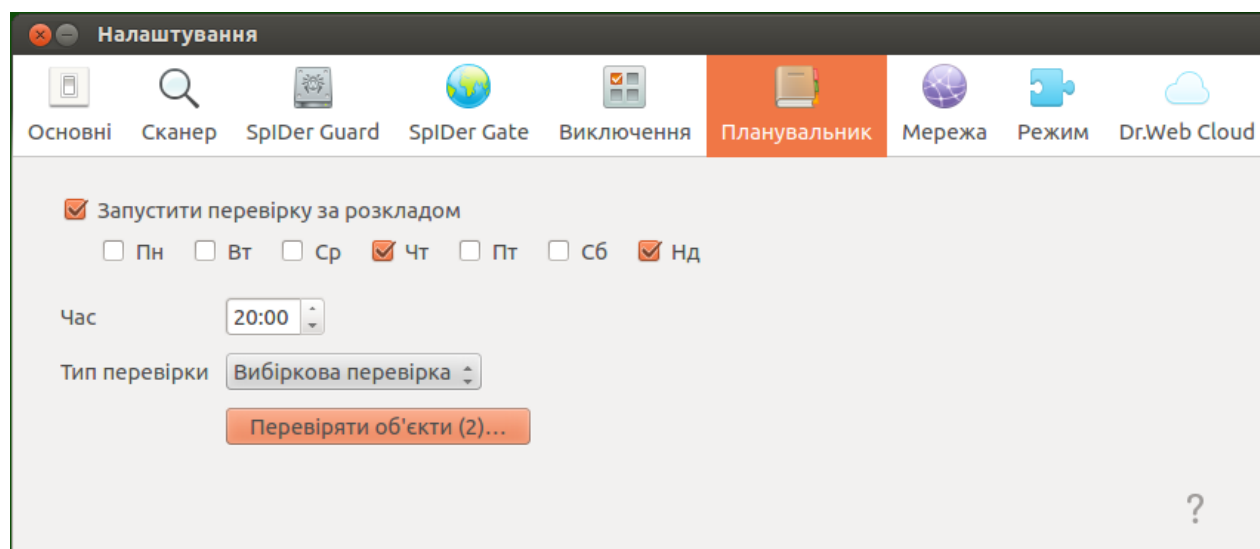 Налаштування
Основні Сканер SpIDer Guard SpIDer Gate Виключення Планувальник Мережа Режим Dr.Web Cloud
Запустити перевірку за розкладом
Пн Вт Ср Чт Пт Сб Нд
Час 20:00
Тип перевірки Вибіркова перевірка
Перевіряти об'єкти (2)...
?